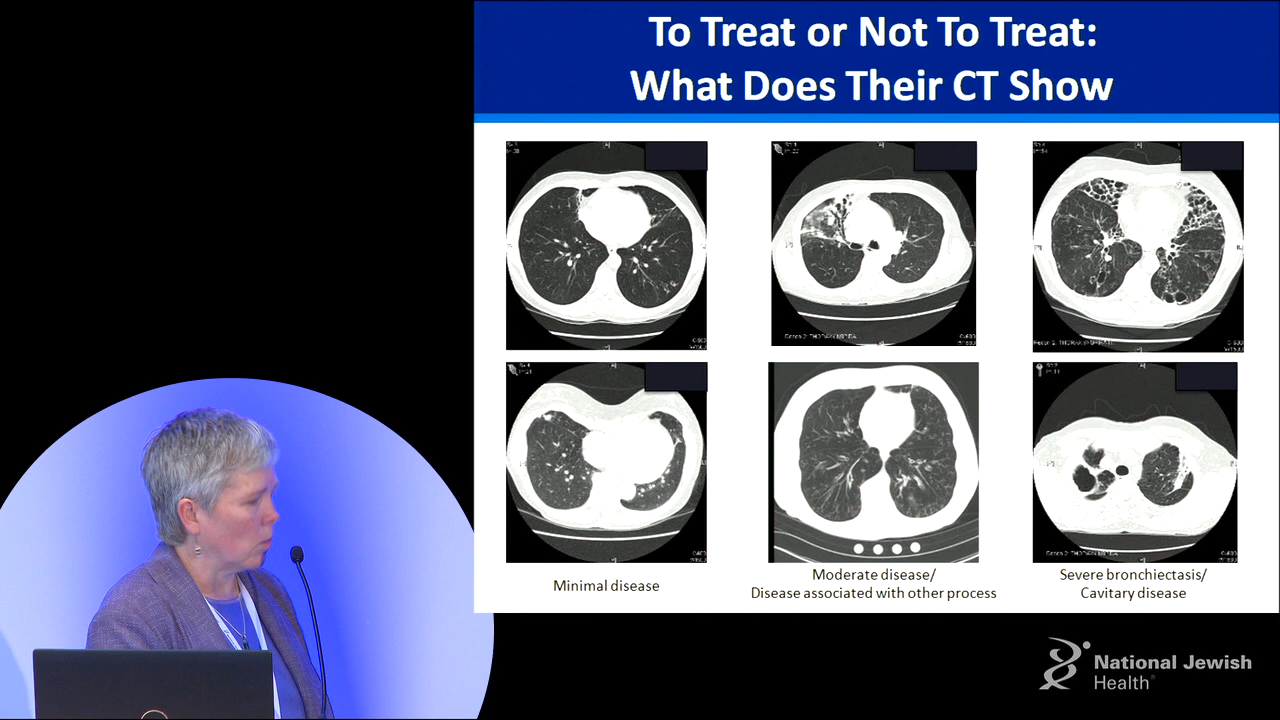 To Treat or Not To Treat:
What Does Their CT Show
Minimal disease
Moderate disease/
Disease associated with other process
Severe bronchiectasis/
Cavitary disease
National Jewish
Health